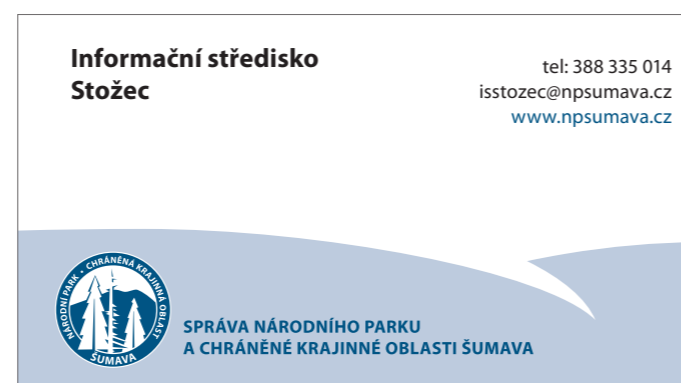 Informační středisko
Stožec
tel: 388 335 014
isstozec@npsumava.cz
www.npsumava.cz
NÁRODNÍ PARK • CHRÁNĚNÁ KRAJINNÁ OBLAST
ŠUMAVA
SPRÁVA NÁRODNÍHO PARKU
A CHRÁNĚNÉ KRAJINNÉ OBLASTI ŠUMAVA